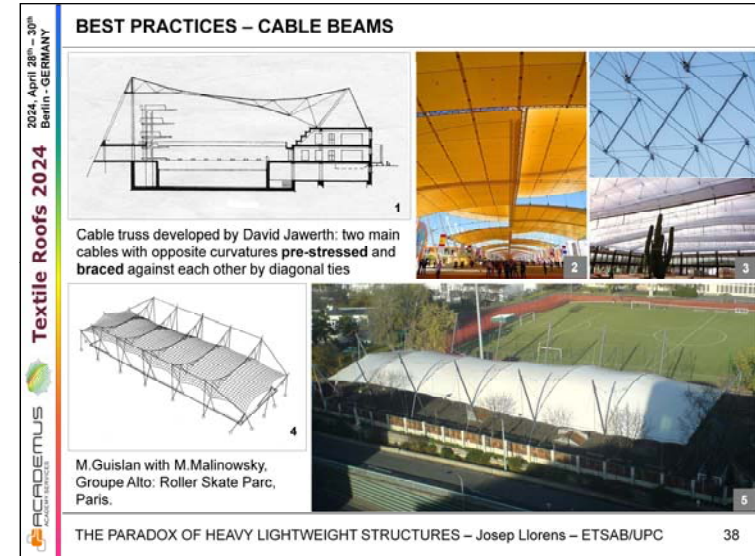 2024, April 28th – 30th
Berlin - GERMANY
Textile Roofs 2024
ACADEMUS
ACADEMY SERVICES
BEST PRACTICES – CABLE BEAMS
1
2
3
Cable truss developed by David Jawerth: two main
cables with opposite curvatures pre-stressed and
braced against each other by diagonal ties
4
5
M.Guislan with M.Malinowsky,
Groupe Alto: Roller Skate Parc,
Paris.
THE PARADOX OF HEAVY LIGHTWEIGHT STRUCTURES – Josep Llorens – ETSAB/UPC
38